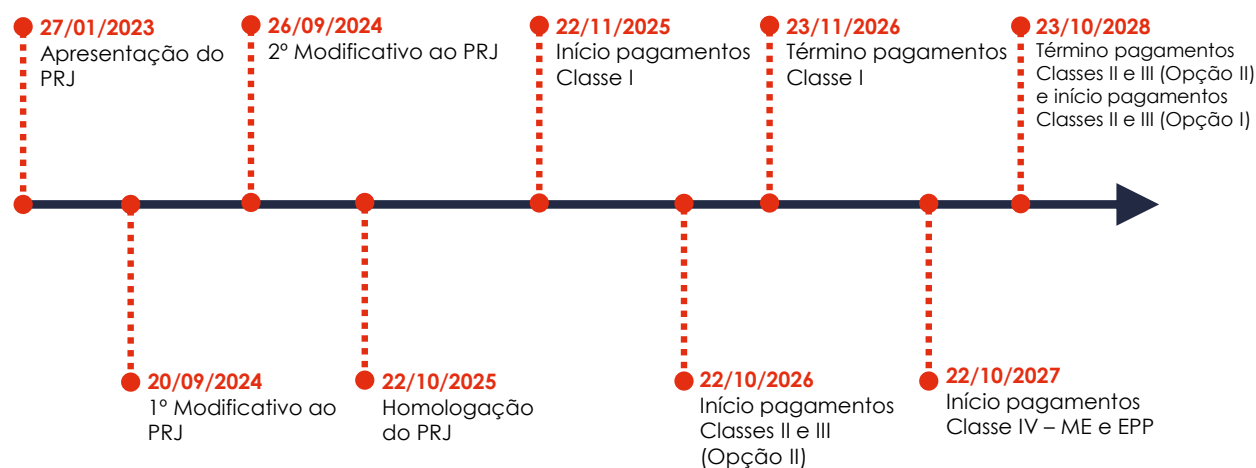 27/01/2023
Apresentação do
PRJ
26/09/2024
2º Modificativo ao PRJ
22/11/2025
Início pagamentos
Classe I
23/11/2026
Término pagamentos
Classe I
23/10/2028
Término pagamentos
Classes II e III (Opção II)
e início pagamentos
Classes II e III (Opção I)
20/09/2024
1º Modificativo ao
PRJ
22/10/2025
Homologação
do PRJ
22/10/2026
Início pagamentos
Classes II e III
(Opção II)
22/10/2027
Início pagamentos
Classe IV – ME e EPP